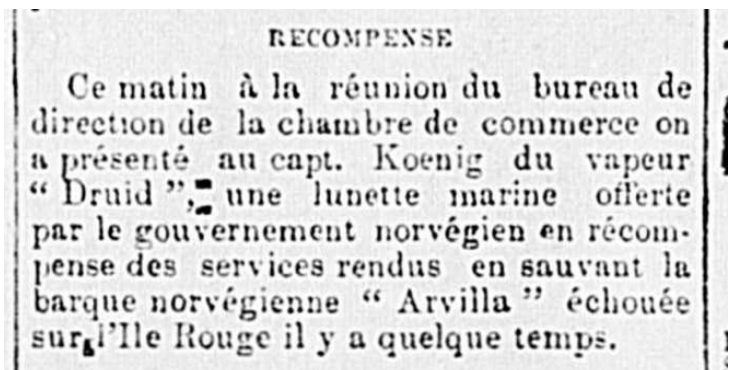 RECOMPENSE
Ce matin à la réunion du bureau de
direction de la chambre de commerce on
a présenté au capt. Koenig du vapeur
“ Druid ”, une lunette marine offerte
par le gouvernement norvégien en récom-
pense des services rendus en sauvant la
barque norvégienne “ Arvilla ” échouée
sur l’Ile Rouge il y a quelque temps.